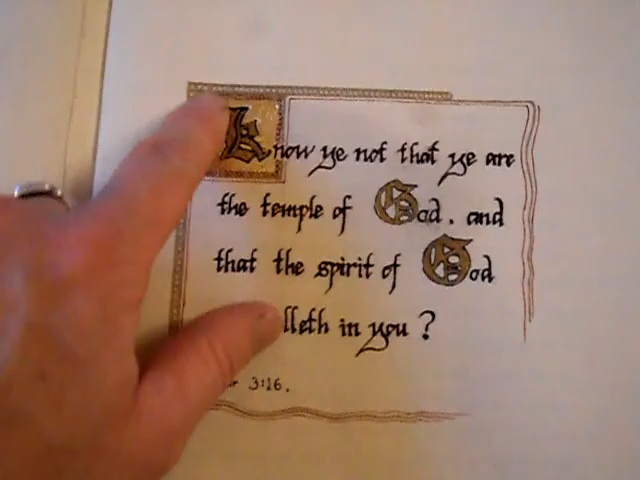 Know ye not that ye are
the temple of God. and
that the spirit of God
lleth in you?
3:16.